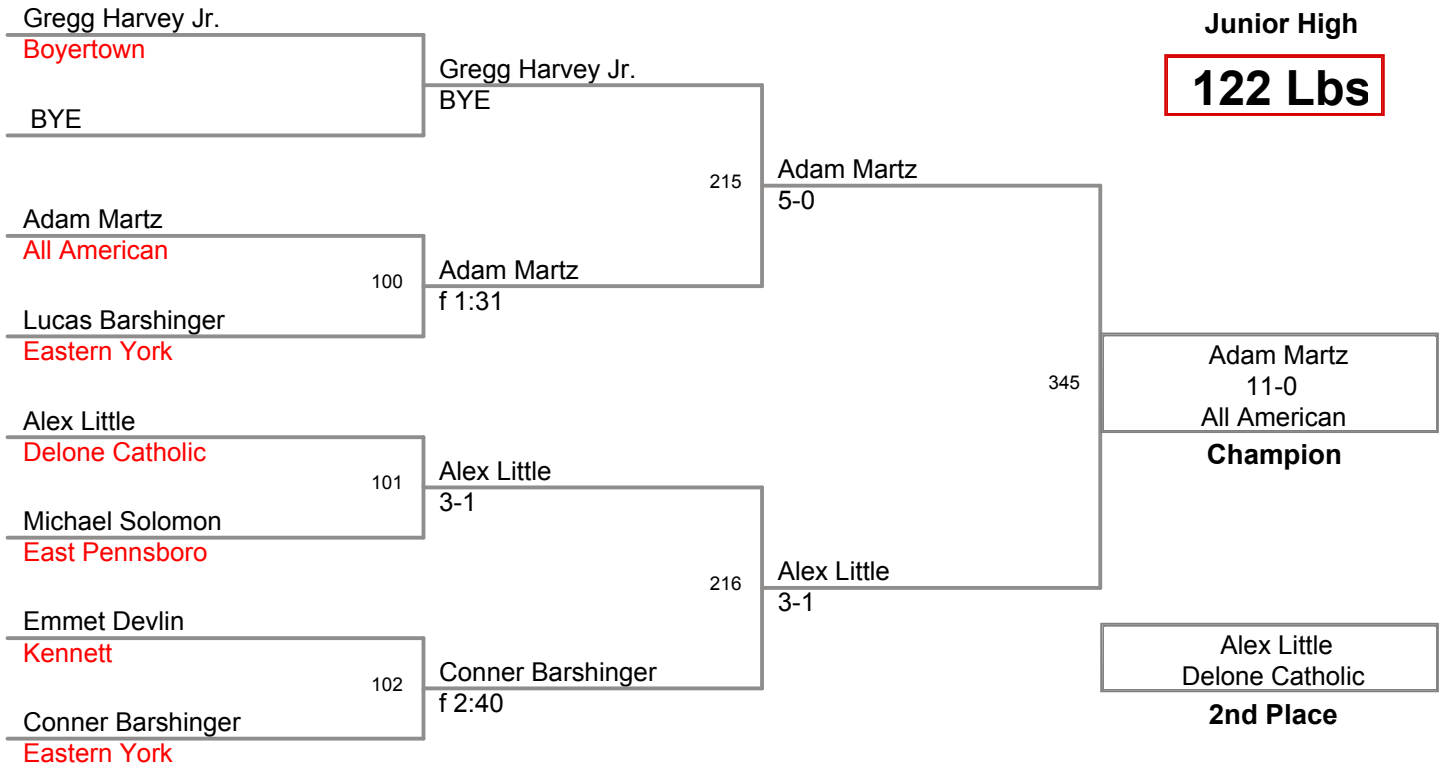 Gregg Harvey Jr.
Boyertown
BYE
Adam Martz
All American
100
Lucas Barshinger
Eastern York
Alex Little
Delone Catholic
101
Michael Solomon
East Pennsboro
Emmet Devlin
Kennett
102
Conner Barshinger
Eastern York
Gregg Harvey Jr.
BYE
215
Adam Martz
f 1:31
Alex Little
3-1
216
Conner Barshinger
f 2:40
Adam Martz
5-0
345
Alex Little
3-1
Junior High
122 Lbs
Adam Martz
11-0
All American
Champion
Alex Little
Delone Catholic
2nd Place